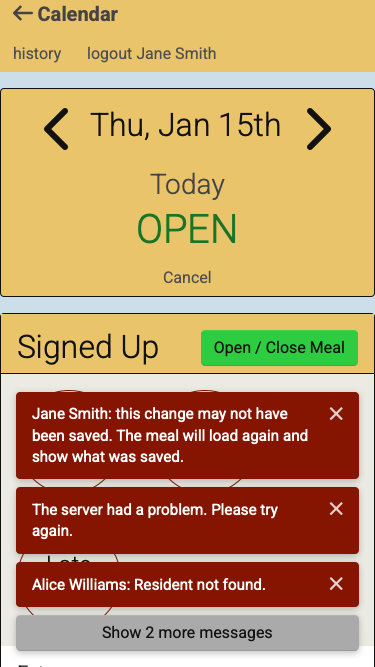 ← Calendar
history logout Jane Smith
Thu, Jan 15th
Today
OPEN
Cancel
Signed Up
Open / Close Meal
Jane Smith: this change may not have
been saved. The meal will load again and
show what was saved.
The server had a problem. Please try
again.
Alice Williams: Resident not found.
Show 2 more messages